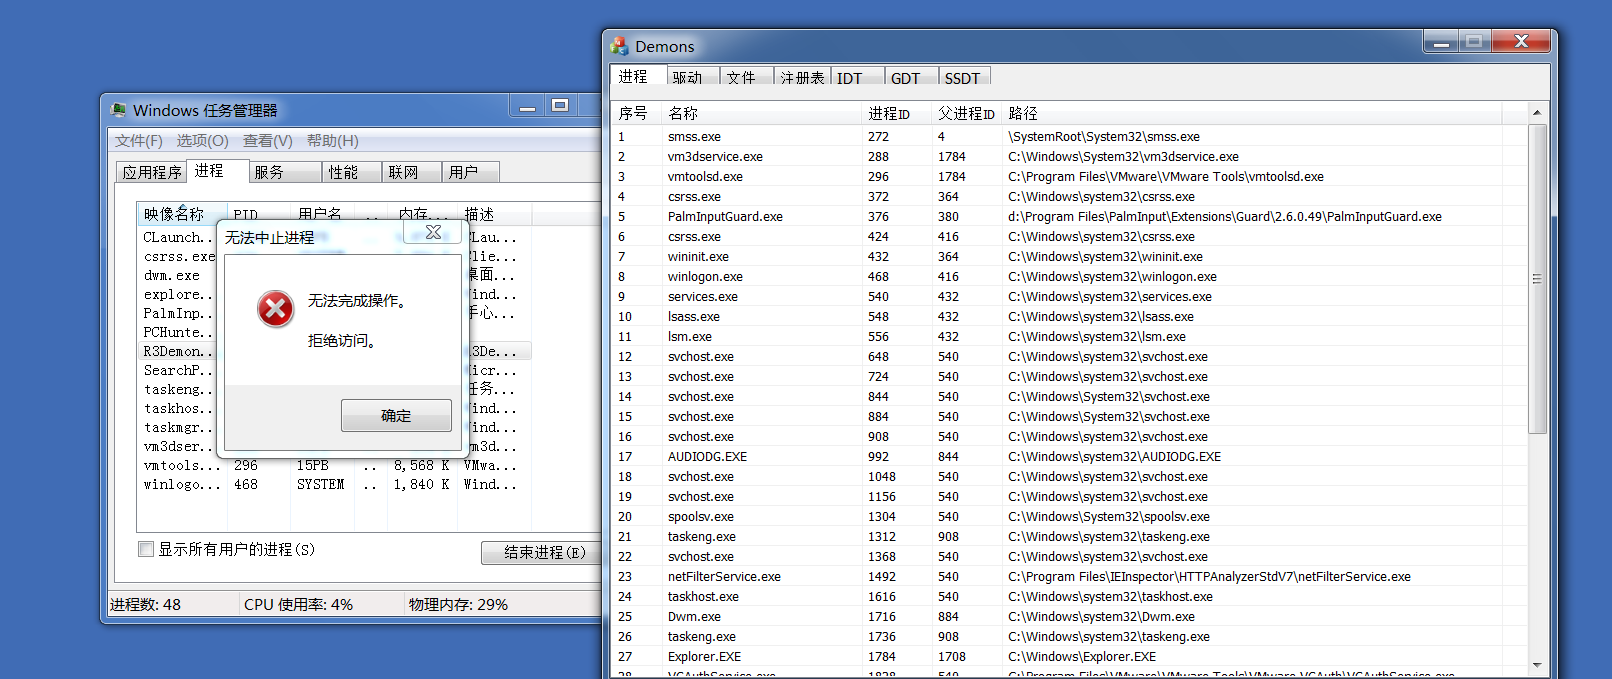 Windows 任务管理器
文件(F) 选项(O) 查看(V) 帮助(H)
应用程序 进程 服务 性能 联网 用户
映像名称 PID 用户名 .. 内存... 描述
CLaunch..
csrss.exe
dwm.exe
explore..
PalmInp..
PCHunte..
R3Demon..
SearchP..
taskeng..
taskhos..
taskmgr..
vm3dser..
vmtools... 296 15PB .. 8,568 K VMwa...
winlogo... 468 SYSTEM .. 1,840 K Wind...
显示所有用户的进程(S)
结束进程(E)
进程数: 48 CPU 使用率: 4% 物理内存: 29%
无法中止进程
无法完成操作。
拒绝访问。
确定
Demons
进程 驱动 文件 注册表 IDT GDT SSDT
序号 名称 进程ID 父进程ID 路径
1 smss.exe 272 4 \SystemRoot\System32\smss.exe
2 vm3dservice.exe 288 1784 C:\Windows\System32\vm3dservice.exe
3 vmtoolsd.exe 296 1784 C:\Program Files\VMware\VMware Tools\vmtoolsd.exe
4 csrss.exe 372 364 C:\Windows\system32\csrss.exe
5 PalmInputGuard.exe 376 380 d:\Program Files\PalmInput\Extensions\Guard\2.6.0.49\PalmInputGuard.exe
6 csrss.exe 424 416 C:\Windows\system32\csrss.exe
7 wininit.exe 432 364 C:\Windows\system32\wininit.exe
8 winlogon.exe 468 416 C:\Windows\system32\winlogon.exe
9 services.exe 540 432 C:\Windows\system32\services.exe
10 lsass.exe 548 432 C:\Windows\system32\lsass.exe
11 lsm.exe 556 432 C:\Windows\system32\lsm.exe
12 svchost.exe 648 540 C:\Windows\system32\svchost.exe
13 svchost.exe 724 540 C:\Windows\system32\svchost.exe
14 svchost.exe 844 540 C:\Windows\System32\svchost.exe
15 svchost.exe 884 540 C:\Windows\System32\svchost.exe
16 svchost.exe 908 540 C:\Windows\system32\svchost.exe
17 AUDIODG.EXE 992 844 C:\Windows\system32\AUDIODG.EXE
18 svchost.exe 1048 540 C:\Windows\system32\svchost.exe
19 svchost.exe 1156 540 C:\Windows\system32\svchost.exe
20 spoolsv.exe 1304 540 C:\Windows\System32\spoolsv.exe
21 taskeng.exe 1312 908 C:\Windows\system32\taskeng.exe
22 svchost.exe 1368 540 C:\Windows\system32\svchost.exe
23 netFilterService.exe 1492 540 C:\Program Files\IEInspector\HTTPAnalyzerStdV7\netFilterService.exe
24 taskhost.exe 1616 540 C:\Windows\system32\taskhost.exe
25 Dwm.exe 1716 884 C:\Windows\system32\Dwm.exe
26 taskeng.exe 1736 908 C:\Windows\system32\taskeng.exe
27 Explorer.EXE 1784 1708 C:\Windows\Explorer.EXE
28 VGAuthService.exe 1828 540 C:\Program Files\VMware\VMware Tools\VMware VGAuth\VGAuthService.exe